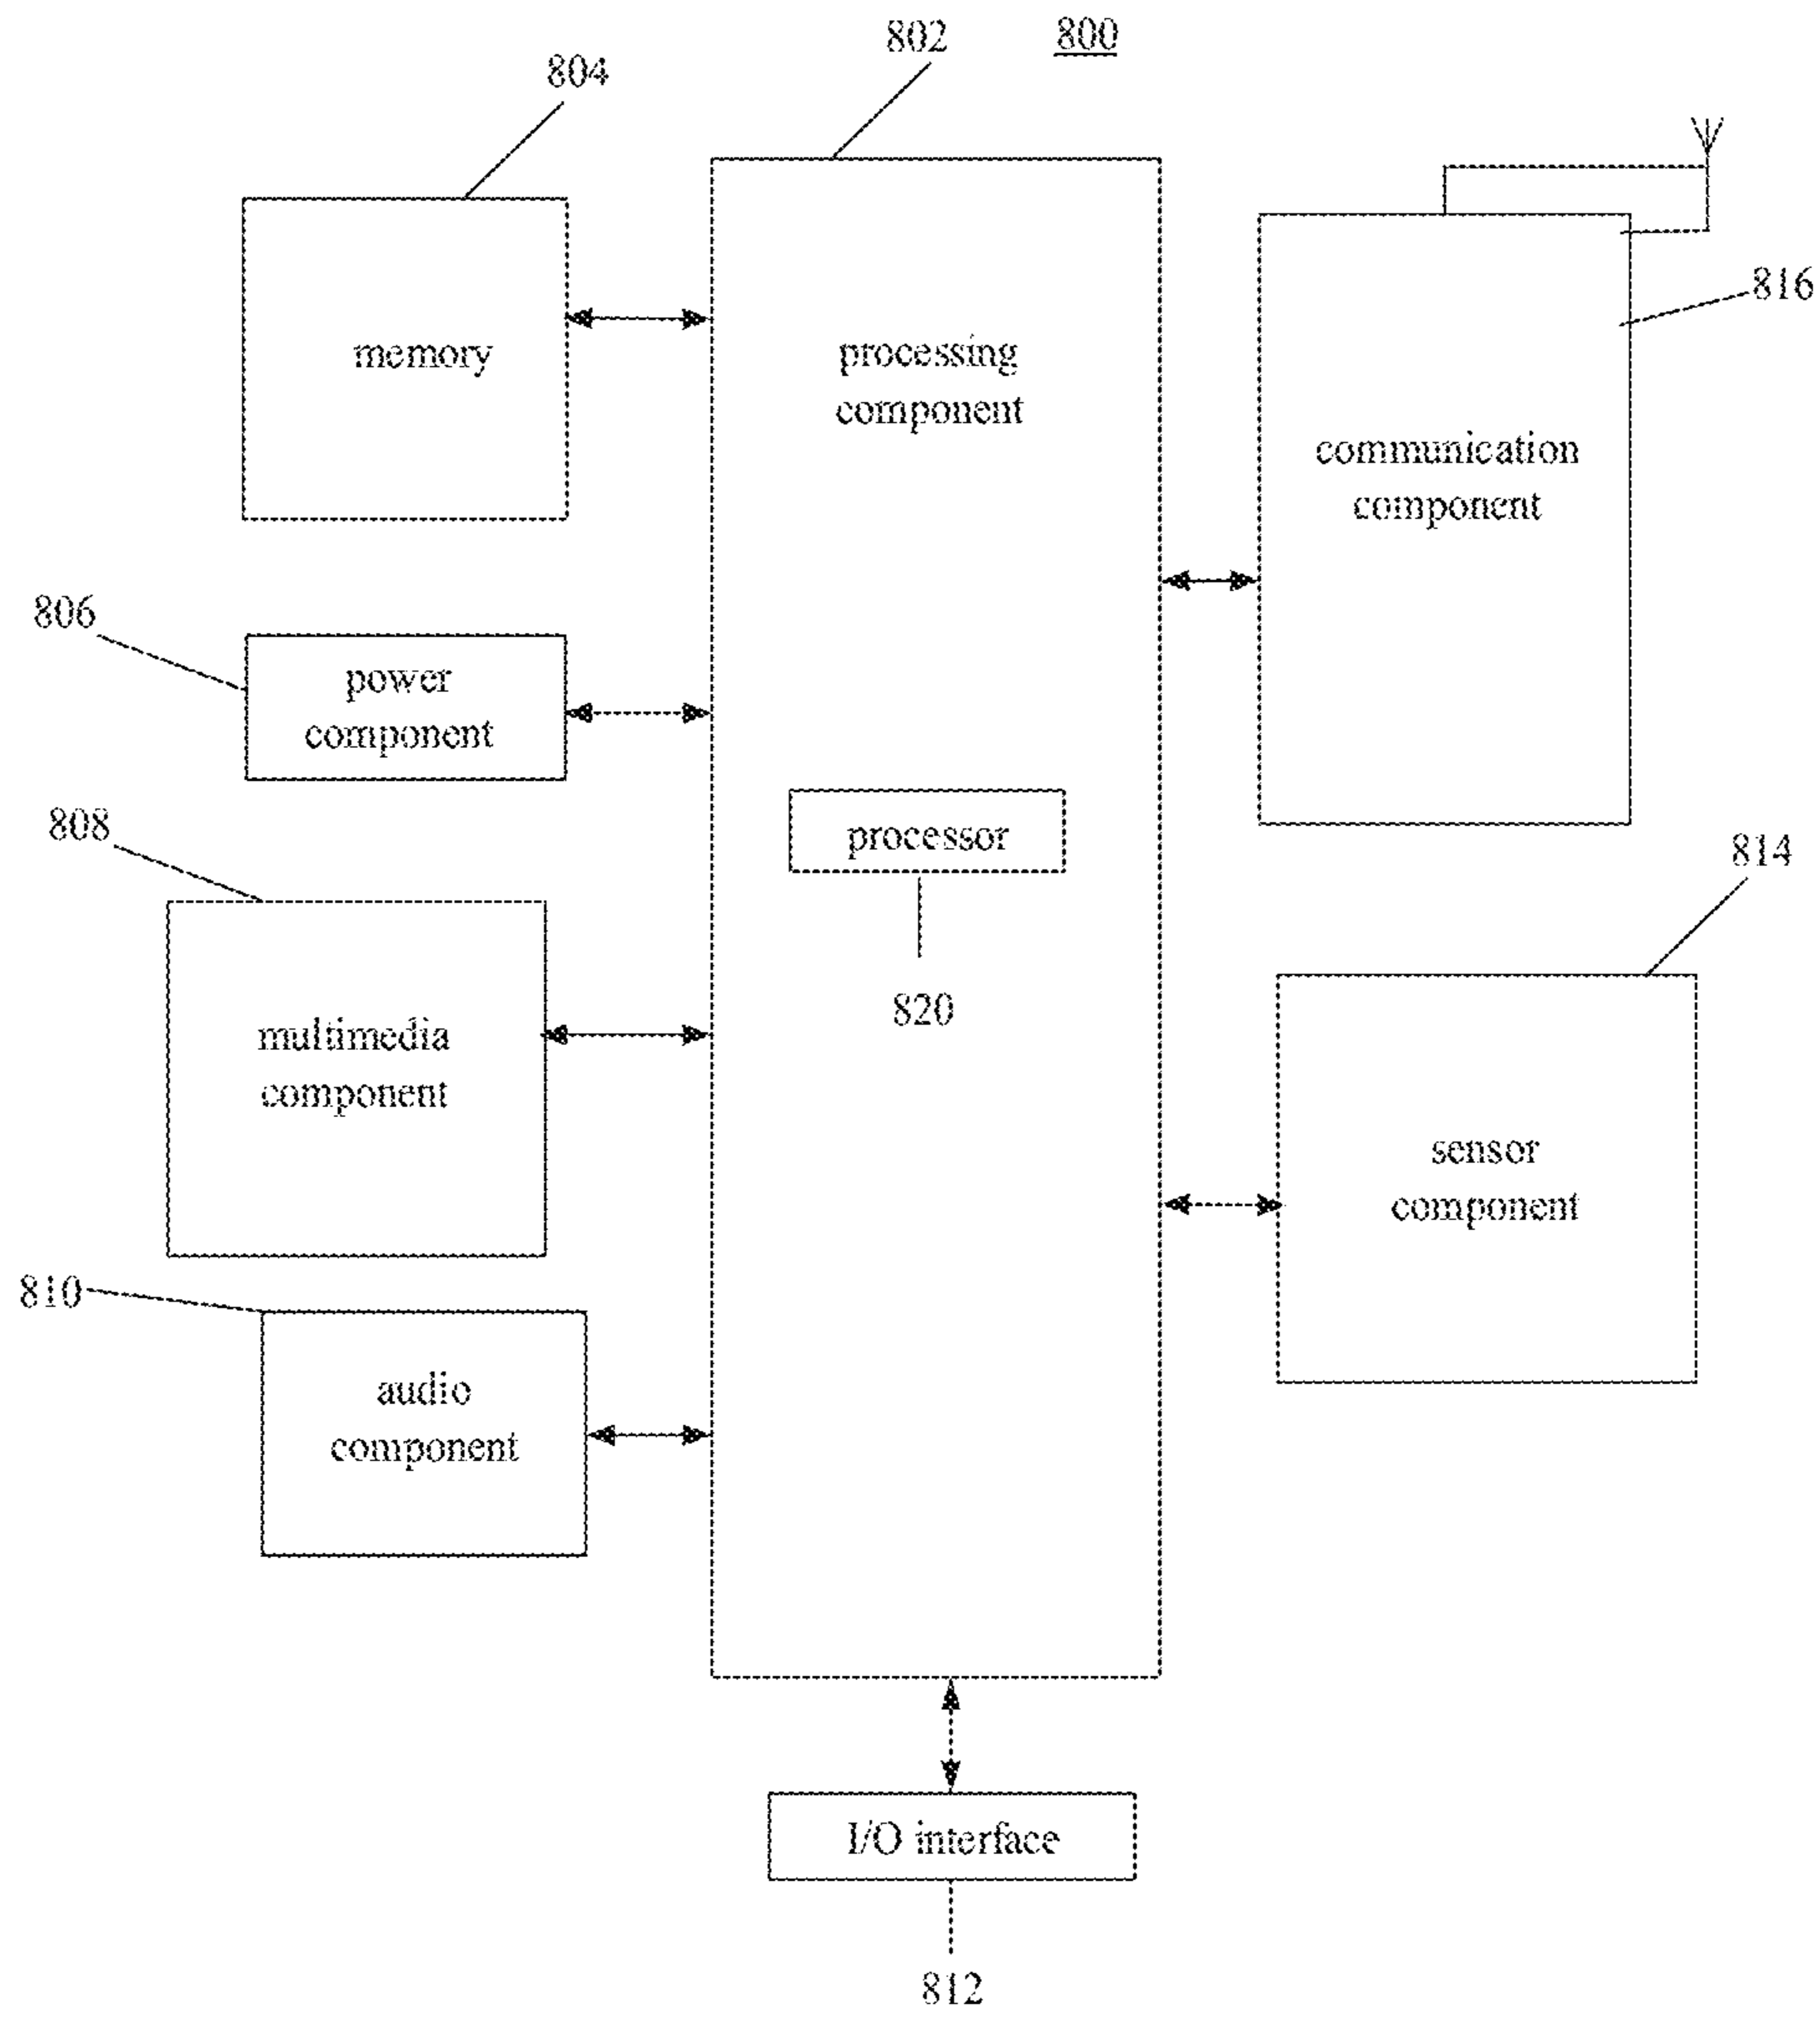 802
800
804
memory
processing
component
816
communication
component
806
power
component
808
processor
814
820
multimedia
component
sensor
component
810
audio
component
I/O interface
812